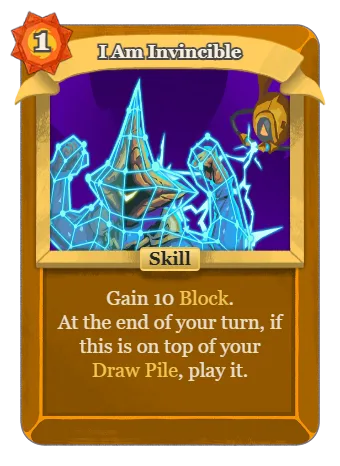 1
I Am Invincible
Skill
Gain 10 Block.
At the end of your turn, if
this is on top of your
Draw Pile, play it.